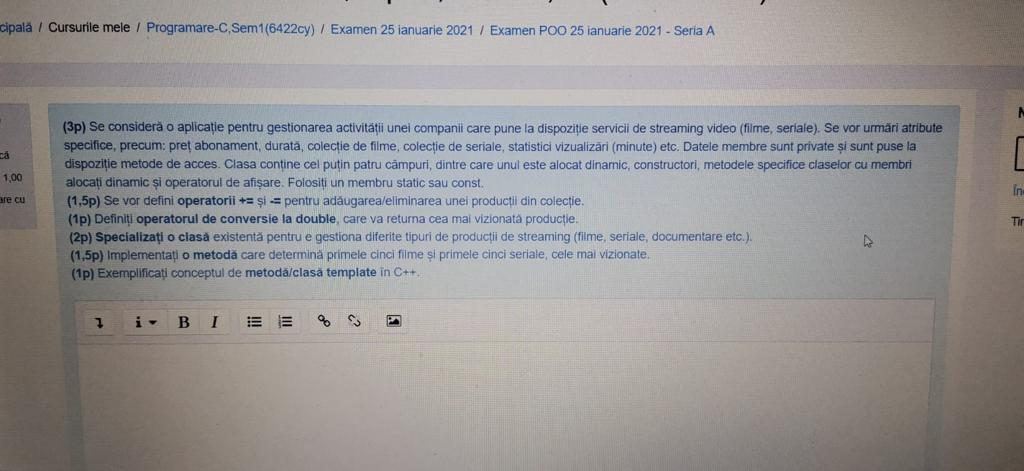 cipală / Cursurile mele / Programare-C,Sem1(6422cy) / Examen 25 ianuarie 2021 / Examen POO 25 ianuarie 2021 - Seria A
că
1,00
are cu
(3p) Se consideră o aplicație pentru gestionarea activității unei companii care pune la dispoziție servicii de streaming video (filme, seriale). Se vor urmări atribute
specifice, precum: preț abonament, durată, colecție de filme, colecție de seriale, statistici vizualizări (minute) etc. Datele membre sunt private și sunt puse la
dispoziție metode de acces. Clasa conține cel puțin patru câmpuri, dintre care unul este alocat dinamic, constructori, metodele specifice claselor cu membri
alocați dinamic și operatorul de afișare. Folosiți un membru static sau const.
(1,5p) Se vor defini operatorii += și -= pentru adăugarea/eliminarea unei producții din colecție.
(1p) Definiți operatorul de conversie la double, care va returna cea mai vizionată producție.
(2p) Specializați o clasă existentă pentru e gestiona diferite tipuri de producții de streaming (filme, seriale, documentare etc.).
(1,5p) Implementați o metodă care determină primele cinci filme și primele cinci seriale, cele mai vizionate.
(1p) Exemplificați conceptul de metodă/clasă template în C++.
i B I
N
În
Tir